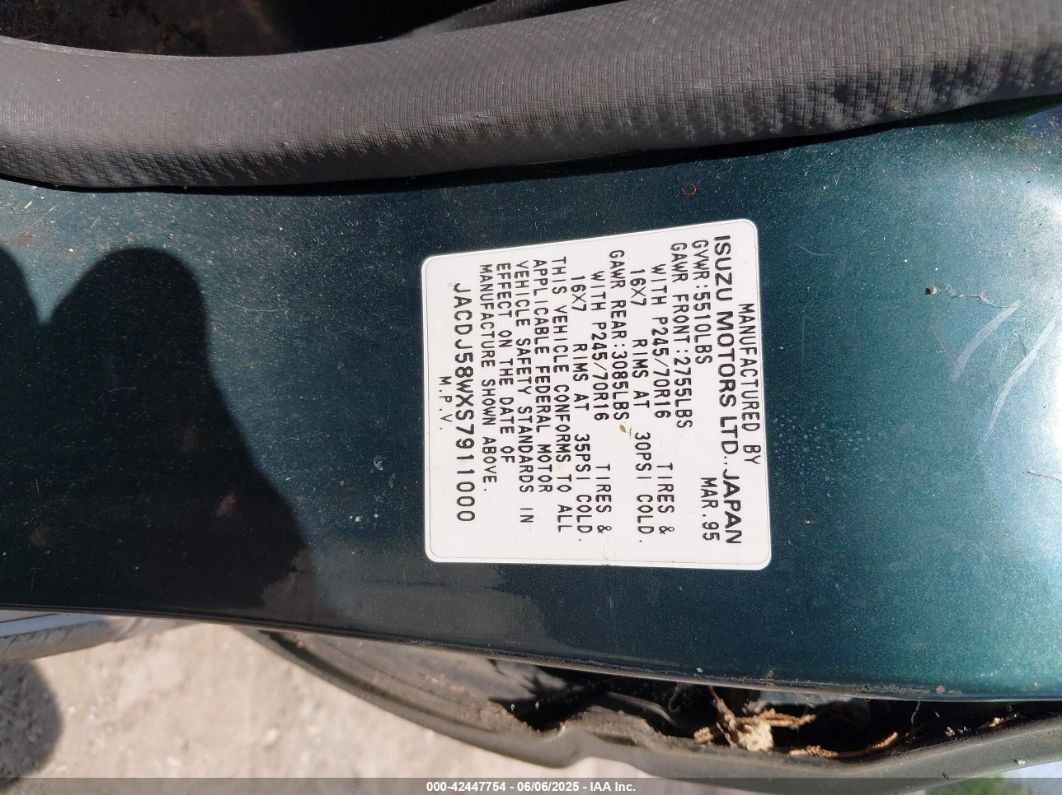 MANUFACTURED BY
ISUZU MOTORS LTD., JAPAN
GVWR:5510LBS MAR.95
GAWR FRONT:2755LBS
WITH P245/70R16 TIRES &
16X7 RIMS AT 30PSI COLD.
GAWR REAR:3085LBS
WITH P245/70R16 TIRES &
16X7 RIMS AT 35PSI COLD.
THIS VEHICLE CONFORMS TO ALL
APPLICABLE FEDERAL MOTOR
VEHICLE SAFETY STANDARDS IN
EFFECT ON THE DATE OF
MANUFACTURE SHOWN ABOVE.
JACDJ58WXS7911000
M.P.V.
000-42447754 | 06/06/2025 - IAA Inc.